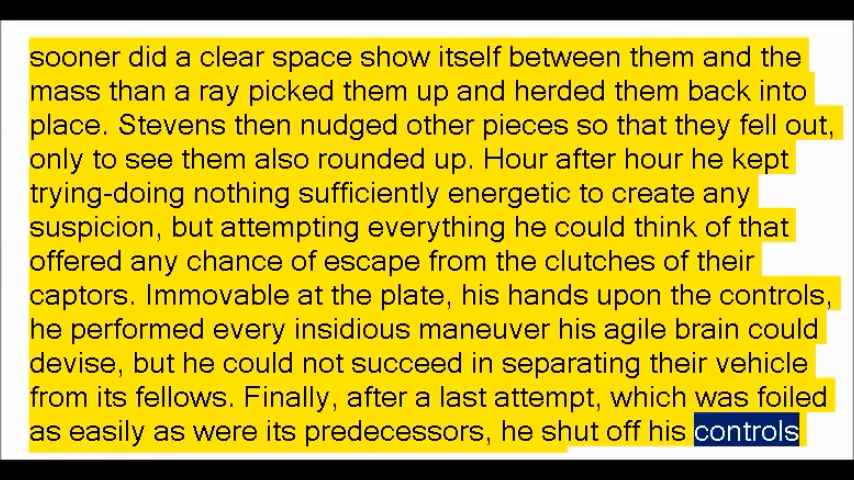 sooner did a clear space show itself between them and the
mass than a ray picked them up and herded them back into
place. Stevens then nudged other pieces so that they fell out,
only to see them also rounded up. Hour after hour he kept
trying-doing nothing sufficiently energetic to create any
suspicion, but attempting everything he could think of that
offered any chance of escape from the clutches of their
captors. Immovable at the plate, his hands upon the controls,
he performed every insidious maneuver his agile brain could
devise, but he could not succeed in separating their vehicle
from its fellows. Finally, after a last attempt, which was foiled
as easily as were its predecessors, he shut off his controls